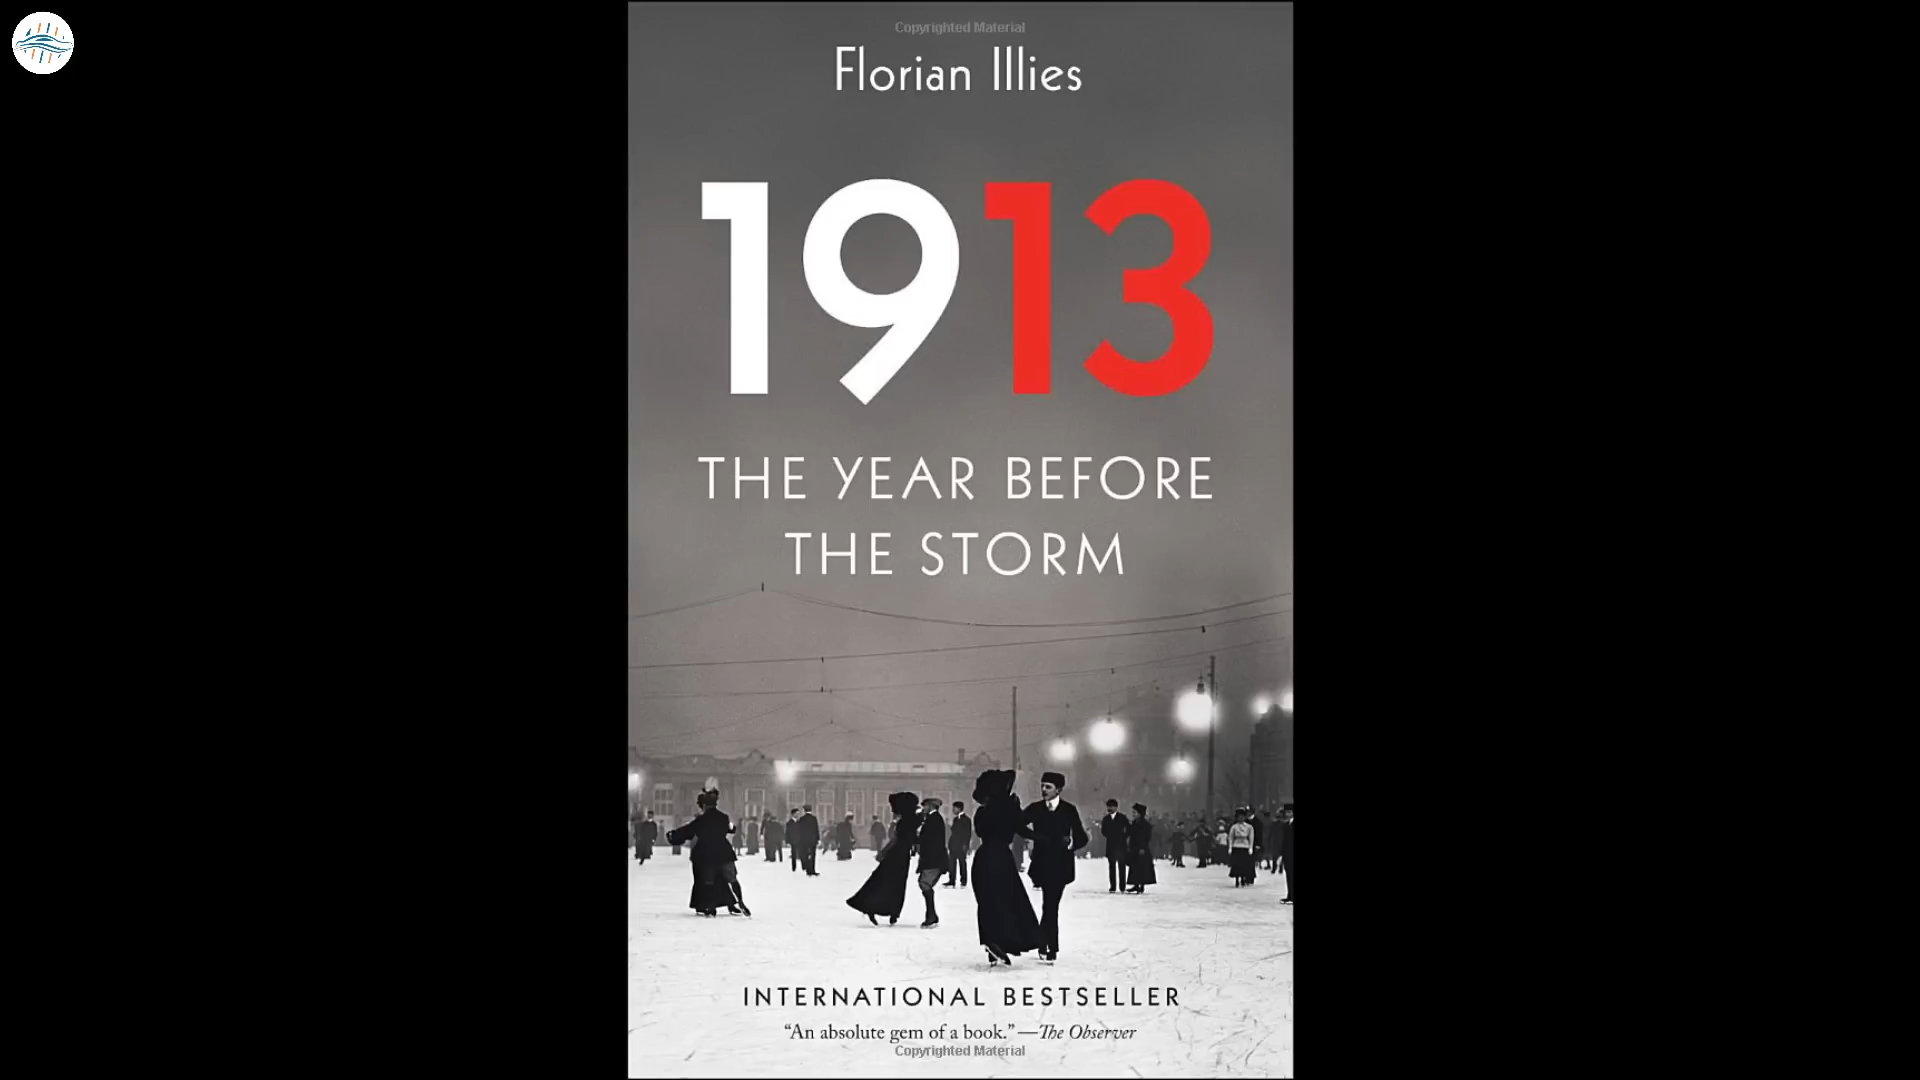 Copyrighted Material
Florian Illies
1913
THE YEAR BEFORE
THE STORM
INTERNATIONAL BESTSELLER
“An absolute gem of a book.” —The Observer
Copyrighted Material